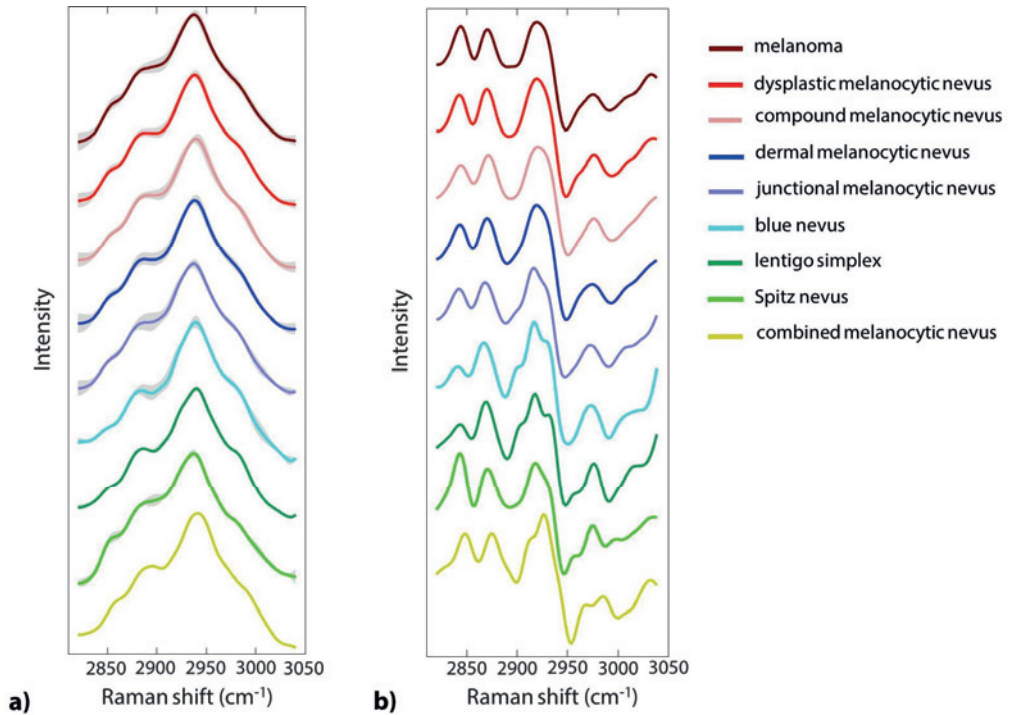 melanoma
dysplastic melanocytic nevus
compound melanocytic nevus
dermal melanocytic nevus
junctional melanocytic nevus
blue nevus
lentigo simplex
Spitz nevus
combined melanocytic nevus
Intensity
Intensity
2850 2900 2950 3000 3050
2850 2900 2950 3000 3050
a) Raman shift (cm⁻¹)
b) Raman shift (cm⁻¹)